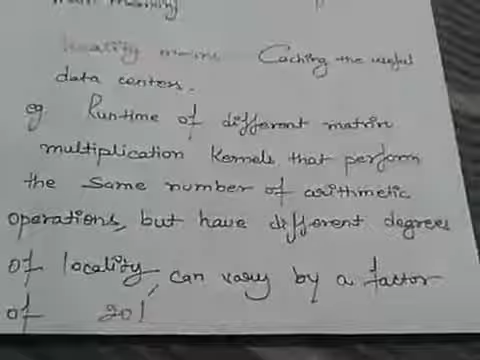 locality means Caching the useful
data centers.
eg Runtime of different matrix
multiplication Kernels that perform
the same number of arithmetic
operations, but have different degrees
of locality, can vary by a factor
of 20!